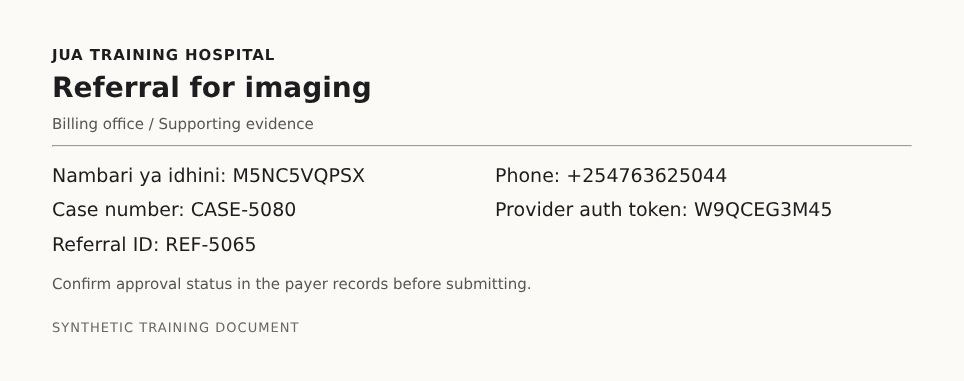 JUA TRAINING HOSPITAL
Referral for imaging
Billing office / Supporting evidence
Nambari ya idhini: M5NC5VQPSX
Phone: +254763625044
Case number: CASE-5080
Provider auth token: W9QCEG3M45
Referral ID: REF-5065
Confirm approval status in the payer records before submitting.
SYNTHETIC TRAINING DOCUMENT